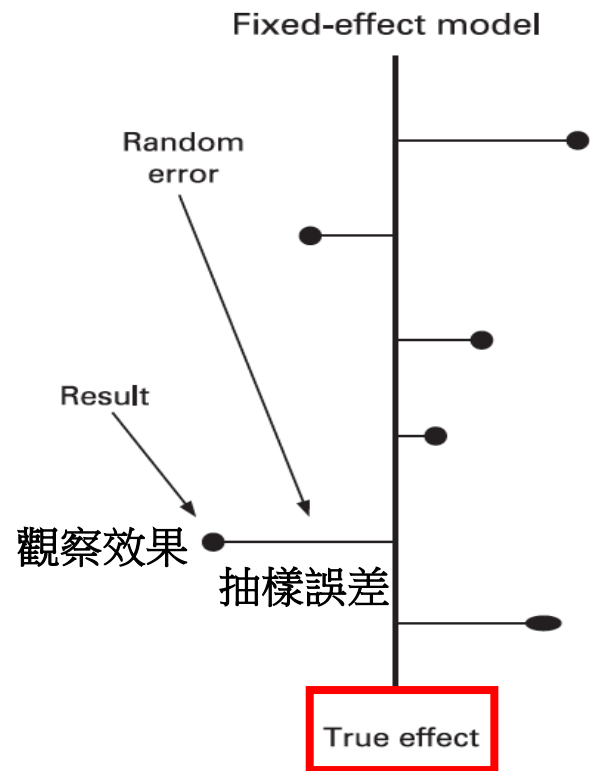 Fixed-effect model
Random
error
Result
觀察效果
抽樣誤差
True effect